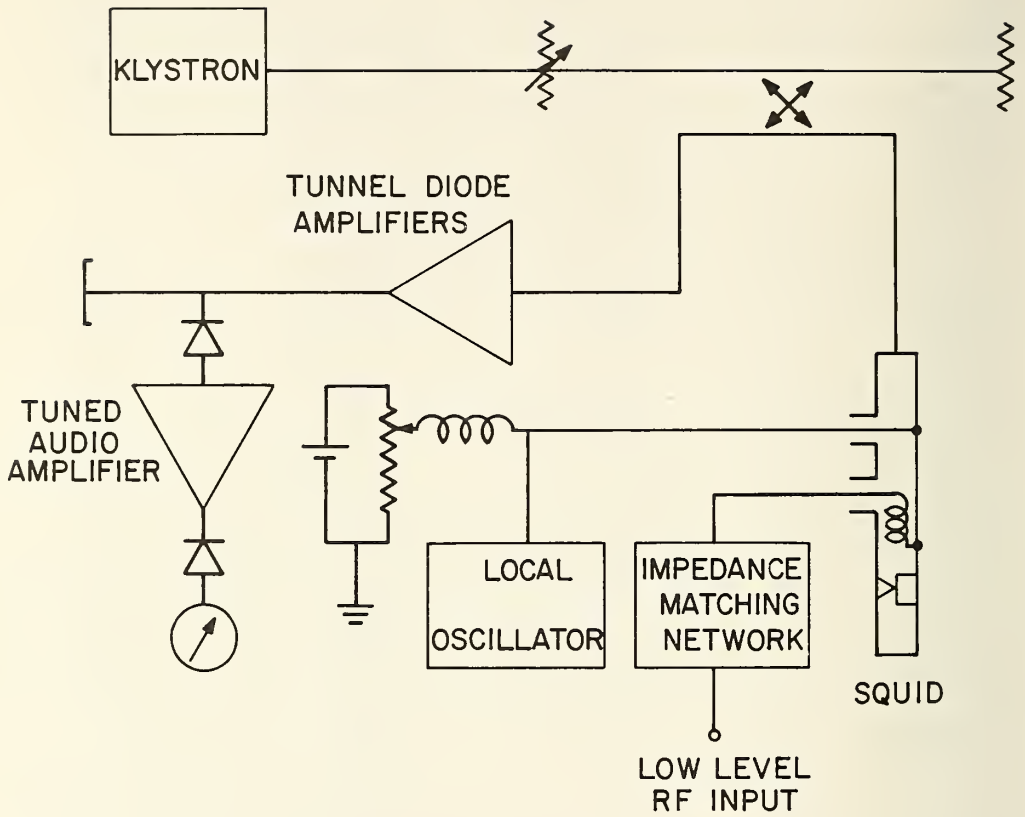 KLYSTRON
TUNNEL DIODE
AMPLIFIERS
TUNED
AUDIO
AMPLIFIER
LOCAL
OSCILLATOR
IMPEDANCE
MATCHING
NETWORK
SQUID
LOW LEVEL
RF INPUT